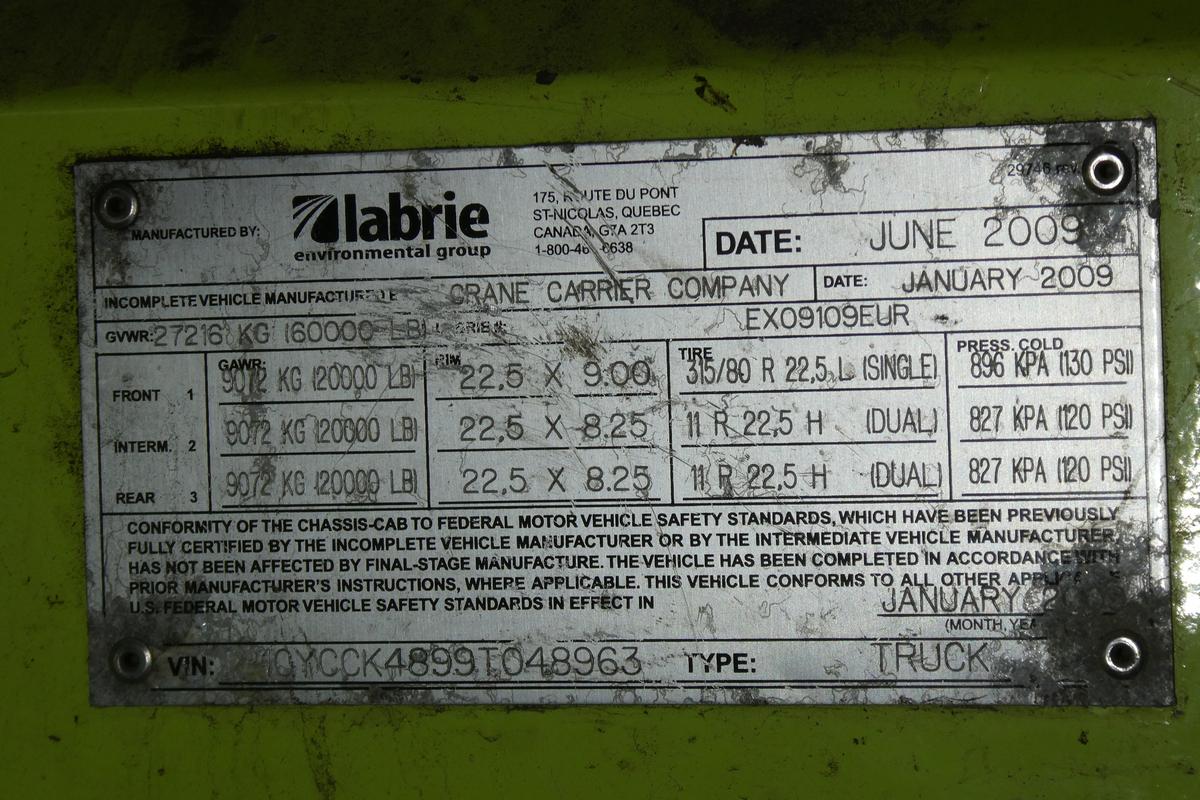 29746 rev
MANUFACTURED BY: labrie environmental group
175, ROUTE DU PONT
ST-NICOLAS, QUEBEC
CANADA, G7A 2T3
DATE: JUNE 2009
INCOMPLETE VEHICLE MANUFACTURED CRANE CARRIER COMPANY DATE: JANUARY 2009
GVWR: 27216 KG (60000 LB) EX09109EUR
GAWR: RIM TIRE PRESS. COLD
FRONT 1 9072 KG (20000 LB) 22.5 X 9.00 315/80 R 22.5 L (SINGLE) 896 KPA (130 PSI)
INTERM. 2 9072 KG (20000 LB) 22.5 X 8.25 11 R 22.5 H (DUAL) 827 KPA (120 PSI)
REAR 3 9072 KG (20000 LB) 22.5 X 8.25 11 R 22.5 H (DUAL) 827 KPA (120 PSI)
CONFORMITY OF THE CHASSIS-CAB TO FEDERAL MOTOR VEHICLE SAFETY STANDARDS, WHICH HAVE BEEN PREVIOUSLY
FULLY CERTIFIED BY THE INCOMPLETE VEHICLE MANUFACTURER OR BY THE INTERMEDIATE VEHICLE MANUFACTURER,
HAS NOT BEEN AFFECTED BY FINAL-STAGE MANUFACTURE. THE VEHICLE HAS BEEN COMPLETED IN ACCORDANCE WITH
PRIOR MANUFACTURER'S INSTRUCTIONS, WHERE APPLICABLE. THIS VEHICLE CONFORMS TO ALL OTHER
U.S. FEDERAL MOTOR VEHICLE SAFETY STANDARDS IN EFFECT IN JANUARY
(MONTH,
VIN: CYCCK4899T048963 TYPE: TRUCK